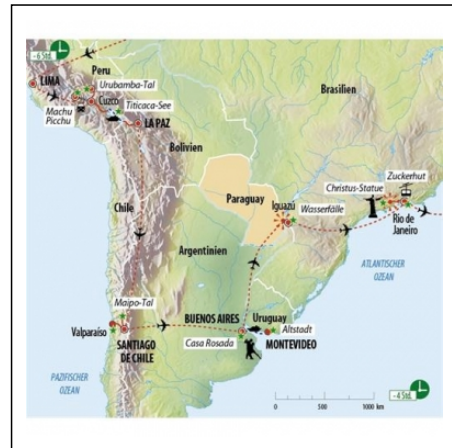 - 6 Std.
LIMA
Peru
Urubamba-Tal
Cuzco
Titicaca-See
Machu
Picchu
LA PAZ
Brasilien
Bolivien
Zuckerhut
Christus-Statue
Paraguay
Iguazú
Wasserfälle
Rio de
Janeiro
Chile
Argentinien
ATLANTISCHER
OZEAN
Maipo-Tal
Valparaíso
SANTIAGO
DE CHILE
BUENOS AIRES
Uruguay
Altstadt
Casa Rosada
MONTEVIDEO
PAZIFISCHER
OZEAN
0 500 1000 km
- 4 Std.